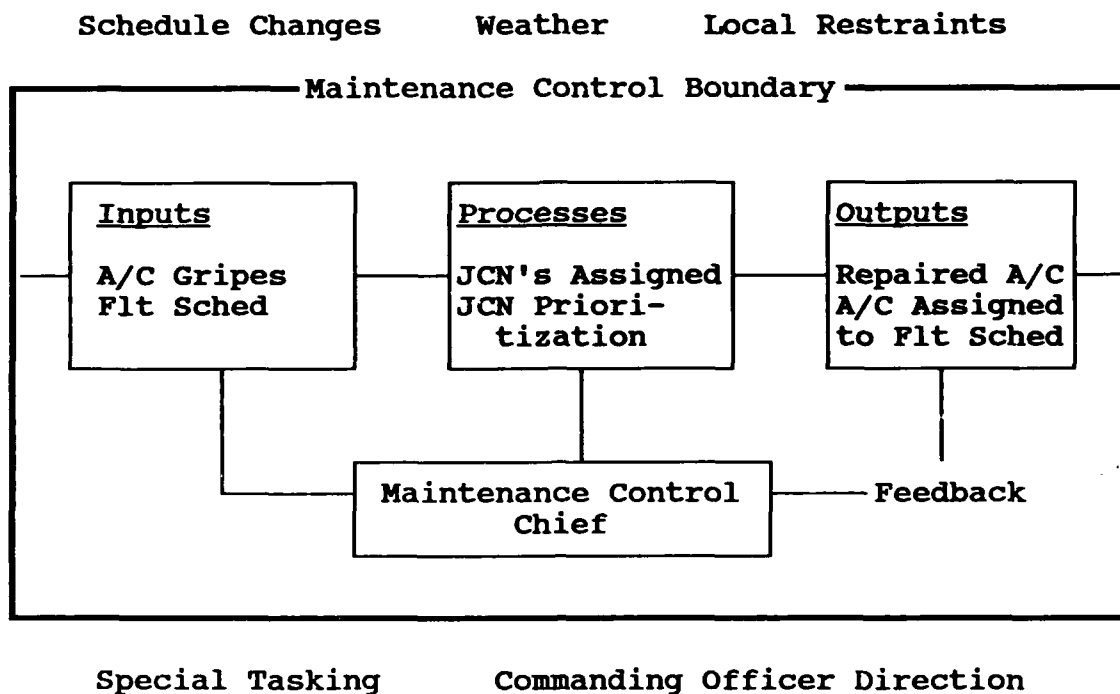 Schedule Changes Weather Local Restraints
Maintenance Control Boundary
Inputs
A/C Gripes
Flt Sched
Processes
JCN's Assigned
JCN Priori-
tization
Outputs
Repaired A/C
A/C Assigned
to Flt Sched
Maintenance Control
Chief
Feedback
Special Tasking Commanding Officer Direction